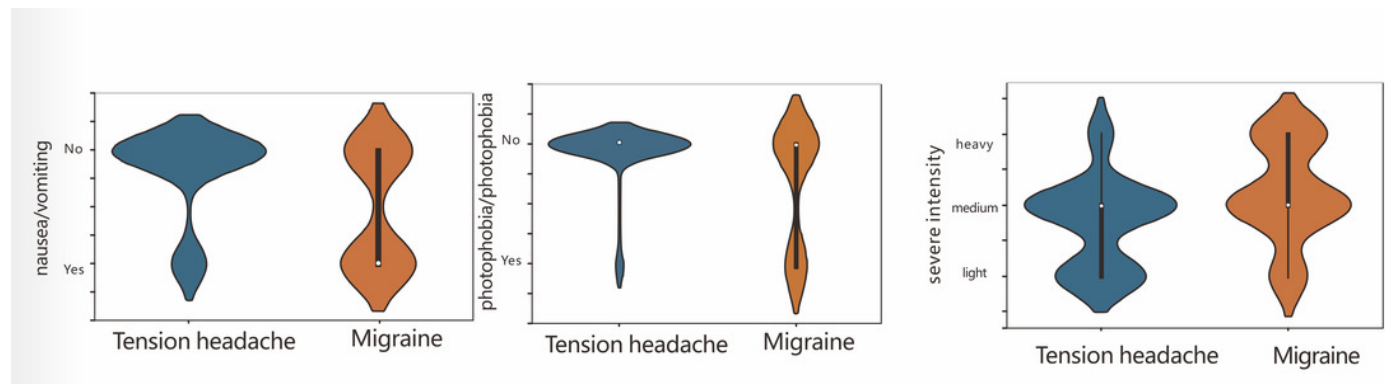 nausea/vomiting
No
Yes
Tension headache
Migraine
photophobia/photophobia
No
Yes
Tension headache
Migraine
severe intensity
heavy
medium
light
Tension headache
Migraine